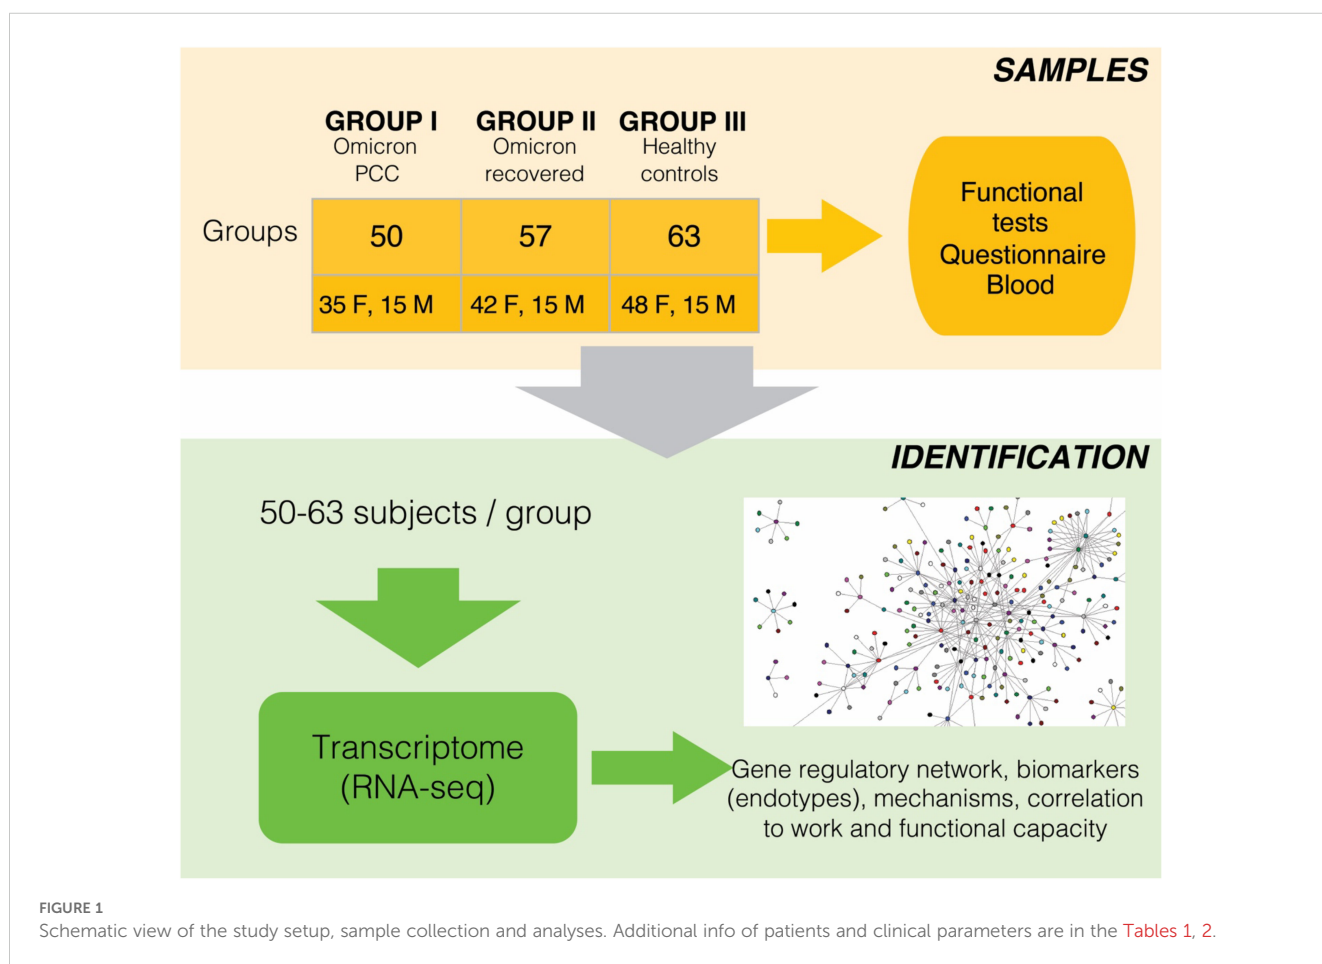 SAMPLES
GROUP I GROUP II GROUP III
Omicron Omicron Healthy
PCC recovered controls
Groups 50 57 63
35 F, 15 M 42 F, 15 M 48 F, 15 M
Functional
tests
Questionnaire
Blood
IDENTIFICATION
50-63 subjects / group
Transcriptome
(RNA-seq)
Gene regulatory network, biomarkers
(endotypes), mechanisms, correlation
to work and functional capacity
FIGURE 1
Schematic view of the study setup, sample collection and analyses. Additional info of patients and clinical parameters are in the Tables 1, 2.